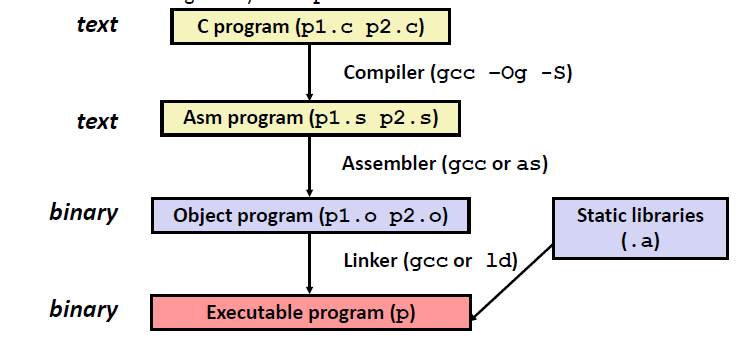 text
C program (p1.c p2.c)
Compiler (gcc –Og -S)
text
Asm program (p1.s p2.s)
Assembler (gcc or as)
binary
Object program (p1.o p2.o)
Static libraries
(.a)
Linker (gcc or ld)
binary
Executable program (p)